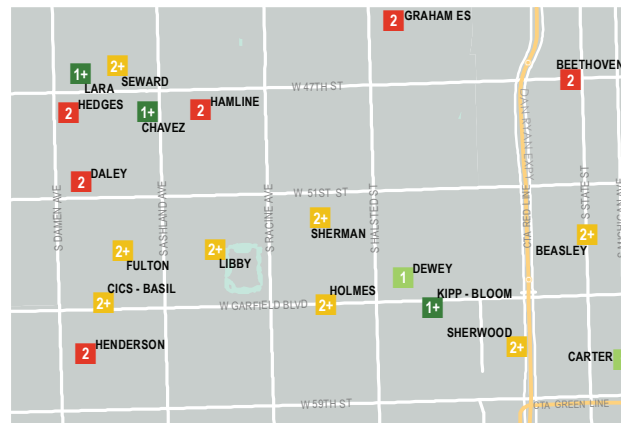 2 GRAHAM ES
1+ LARA
2+ SEWARD
BEETHOVEN
2
W 47TH ST
2 HEDGES
1+ CHAVEZ
2 HAMLINE
DAN RYAN EXPY
CTA RED LINE
2 DALEY
S DAMEN AVE
S ASHLAND AVE
S RACINE AVE
S HALSTED ST
S STATE ST
S MICHIGAN AVE
W 51ST ST
2+ SHERMAN
2+ BEASLEY
2+ FULTON
2+ LIBBY
1 DEWEY
CICS - BASIL
2+
W GARFIELD BLVD
HOLMES
2+
KIPP - BLOOM
1+
SHERWOOD
2+
2 HENDERSON
CARTER
W 59TH ST
CTA GREEN LINE